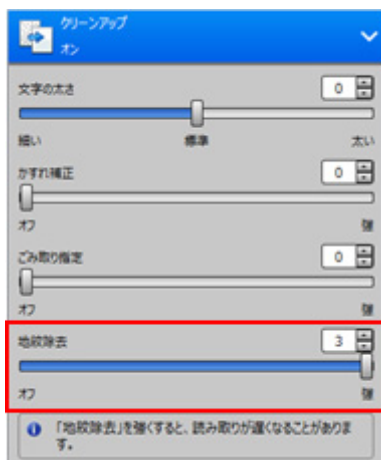 クリーンアップ
オン
文字の太さ 0
細い 標準 太い
かすれ補正 0
オフ 強
ごみ取り指定 0
オフ 強
地紋除去 3
オフ 強
「地紋除去」を強くすると、読み取りが遅くなることがありま
す。